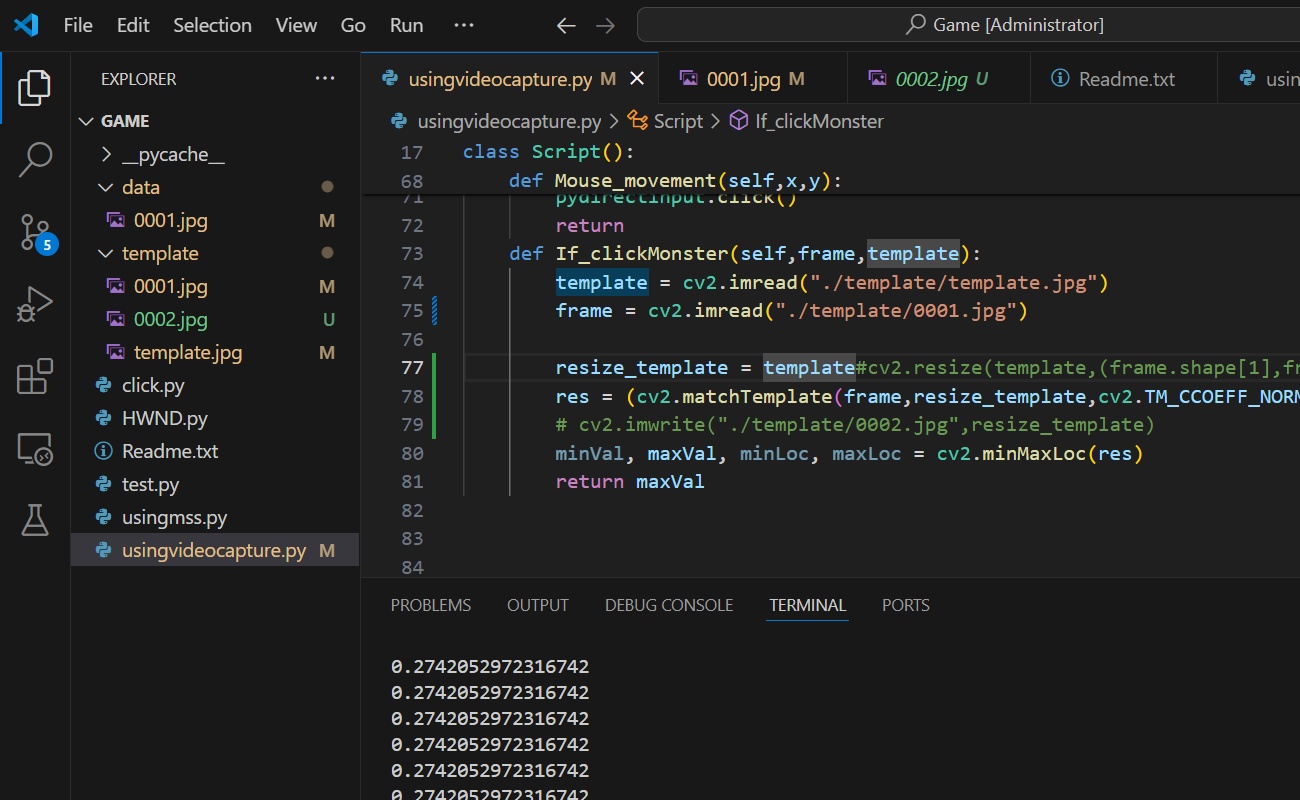 File Edit Selection View Go Run ··· ← → Game [Administrator]
EXPLORER ···
GAME
__pycache__
data
0001.jpg M
template
0001.jpg M
0002.jpg U
template.jpg M
click.py
HWND.py
Readme.txt
test.py
usingmss.py
usingvideocapture.py M
5
usingvideocapture.py M 0001.jpg M 0002.jpg U Readme.txt usin
usingvideocapture.py > Script > If_clickMonster
17 class Script():
68 def Mouse_movement(self,x,y):
71 pydirectinput.click()
72 return
73 def If_clickMonster(self,frame,template):
74 template = cv2.imread("./template/template.jpg")
75 frame = cv2.imread("./template/0001.jpg")
76
77 resize_template = template#cv2.resize(template,(frame.shape[1],fr
78 res = (cv2.matchTemplate(frame,resize_template,cv2.TM_CCOEFF_NORM
79 # cv2.imwrite("./template/0002.jpg",resize_template)
80 minVal, maxVal, minLoc, maxLoc = cv2.minMaxLoc(res)
81 return maxVal
82
83
84
PROBLEMS OUTPUT DEBUG CONSOLE TERMINAL PORTS
0.2742052972316742
0.2742052972316742
0.2742052972316742
0.2742052972316742
0.2742052972316742
0.2742052972316742